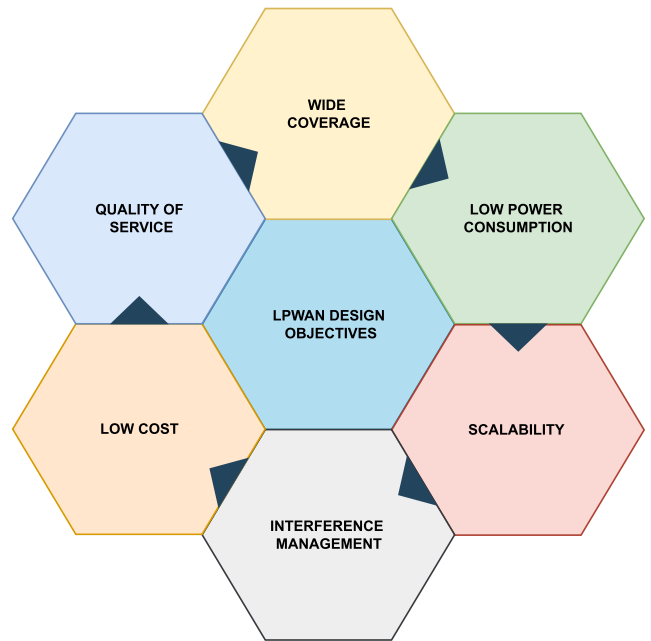 WIDE
COVERAGE
QUALITY OF
SERVICE
LOW POWER
CONSUMPTION
LPWAN DESIGN
OBJECTIVES
LOW COST
SCALABILITY
INTERFERENCE
MANAGEMENT